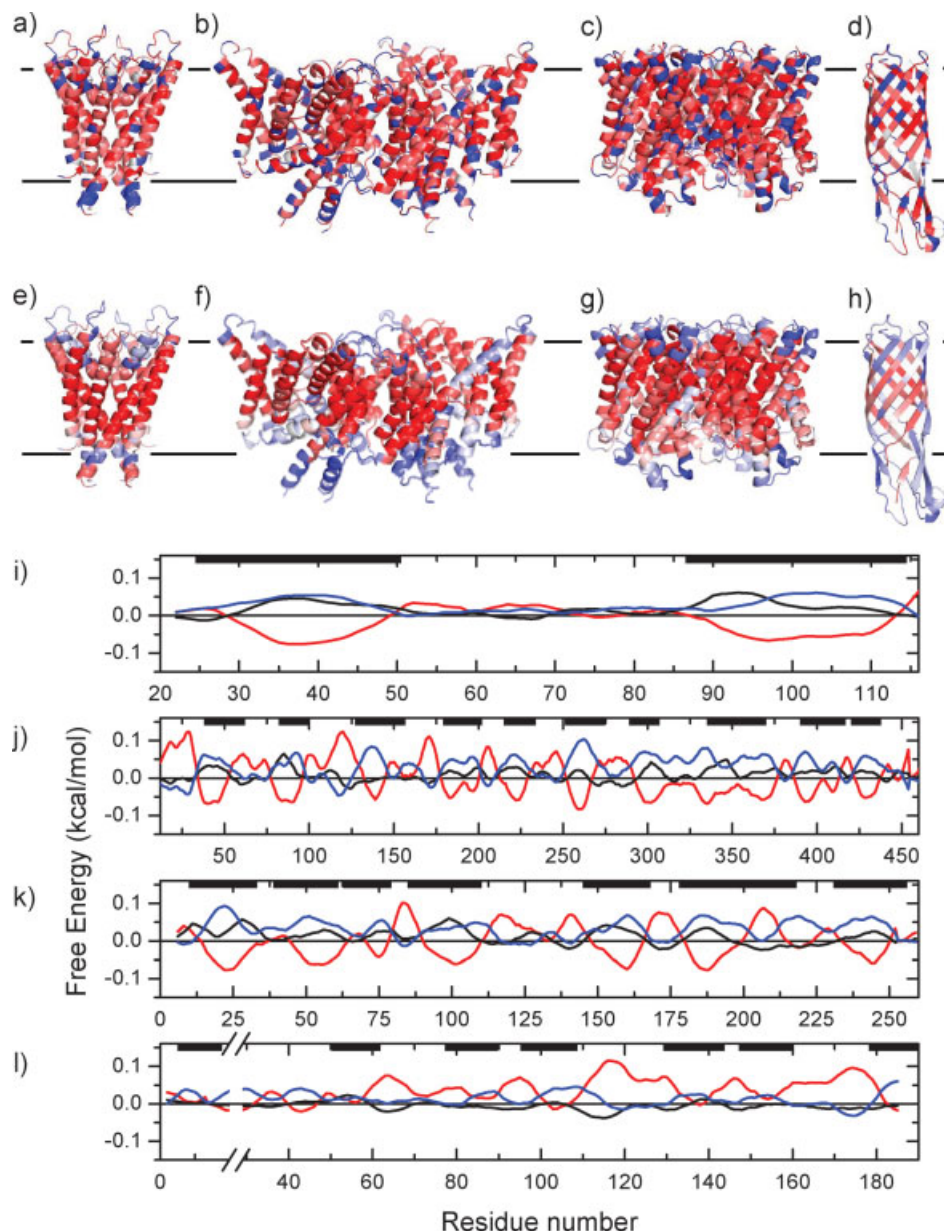 a) b) c) d)
e) f) g) h)
i)
0.1
0.0
-0.1
20 30 40 50 60 70 80 90 100 110
j)
0.1
0.0
-0.1
50 100 150 200 250 300 350 400 450
k)
0.1
0.0
-0.1
0 25 50 75 100 125 150 175 200 225 250
l)
0.1
0.0
-0.1
0 40 60 80 100 120 140 160 180
Free Energy (kcal/mol)
Residue number